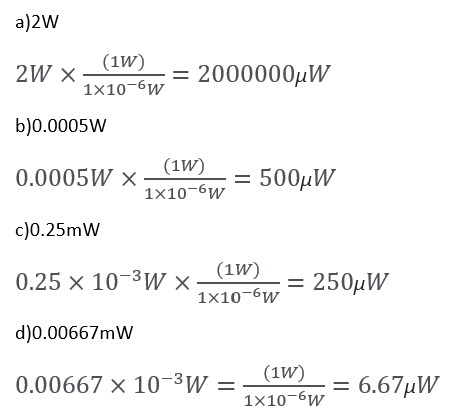 a)2W
2W × (1W)/1×10⁻⁶W = 2000000μW
b)0.0005W
0.0005W × (1W)/1×10⁻⁶W = 500μW
c)0.25mW
0.25 × 10⁻³W × (1W)/1×10⁻⁶W = 250μW
d)0.00667mW
0.00667 × 10⁻³W = (1W)/1×10⁻⁶W = 6.67μW